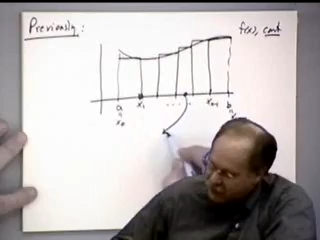 Previously: f(x), cont
a x₁ . . . . xₙ₋₁ b
x₀ x